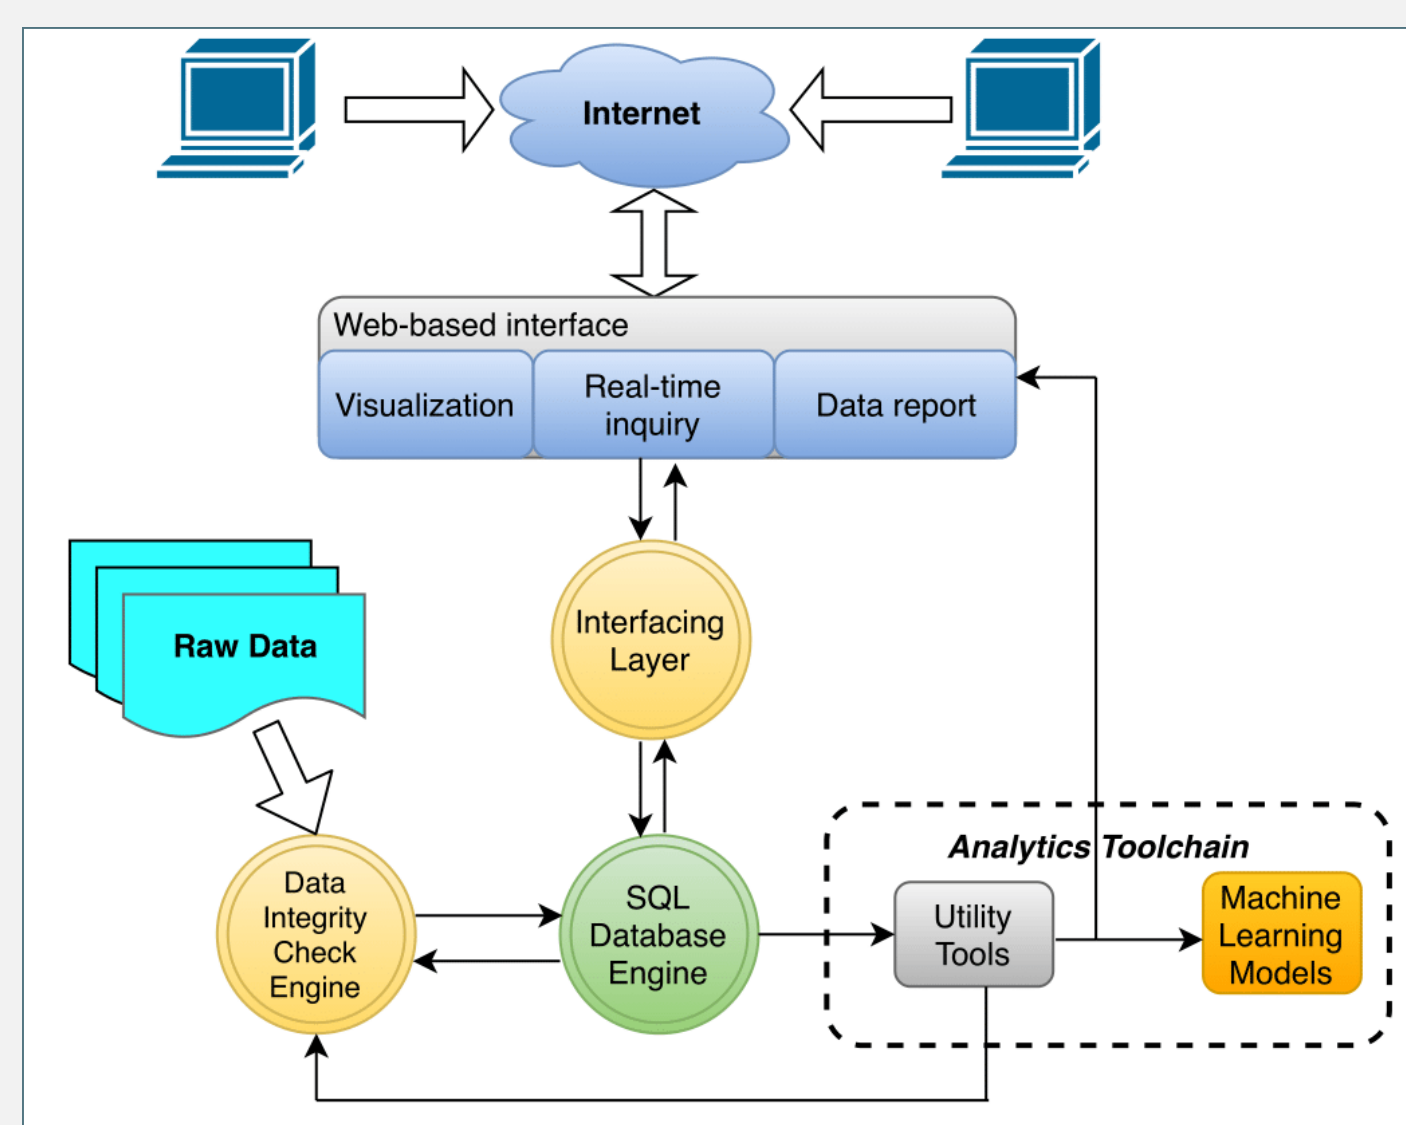 Internet
Web-based interface
Visualization
Real-time
inquiry
Data report
Raw Data
Interfacing
Layer
Data
Integrity
Check
Engine
SQL
Database
Engine
Analytics Toolchain
Utility
Tools
Machine
Learning
Models